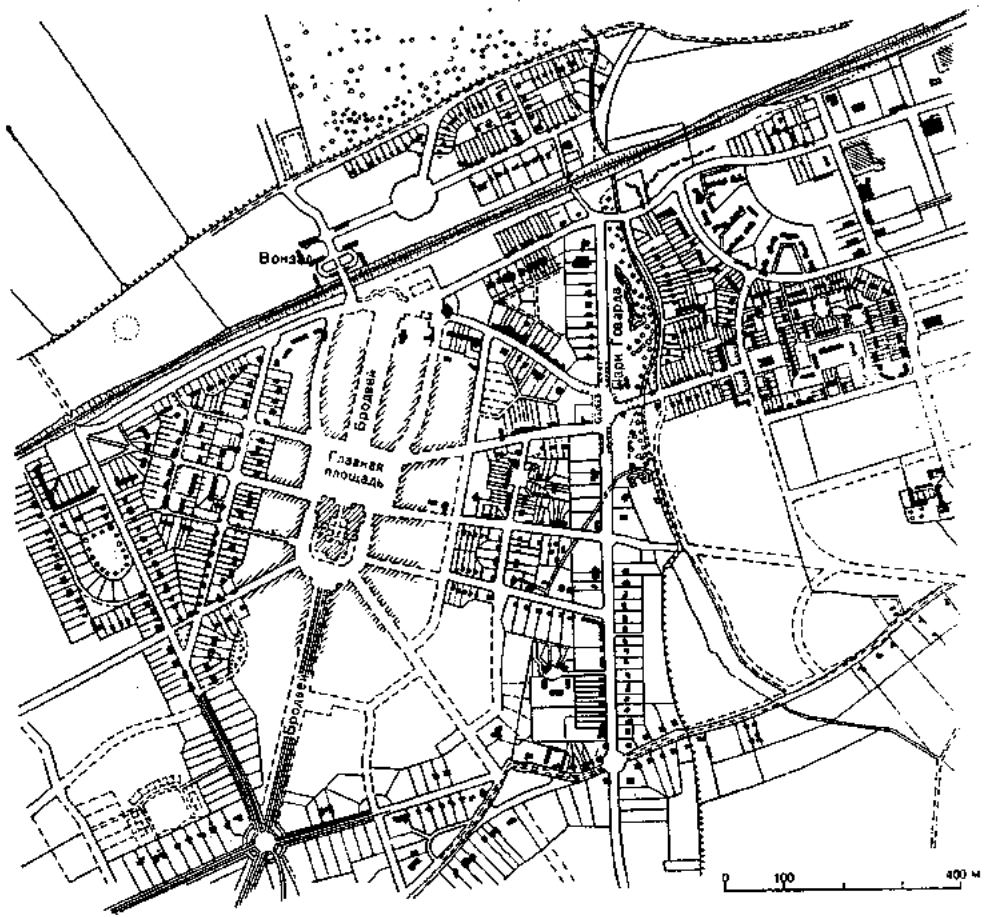 Вокзал
Парк Говарда
Бродвей
Главная
площадь
Бродвей
0 100 400 м